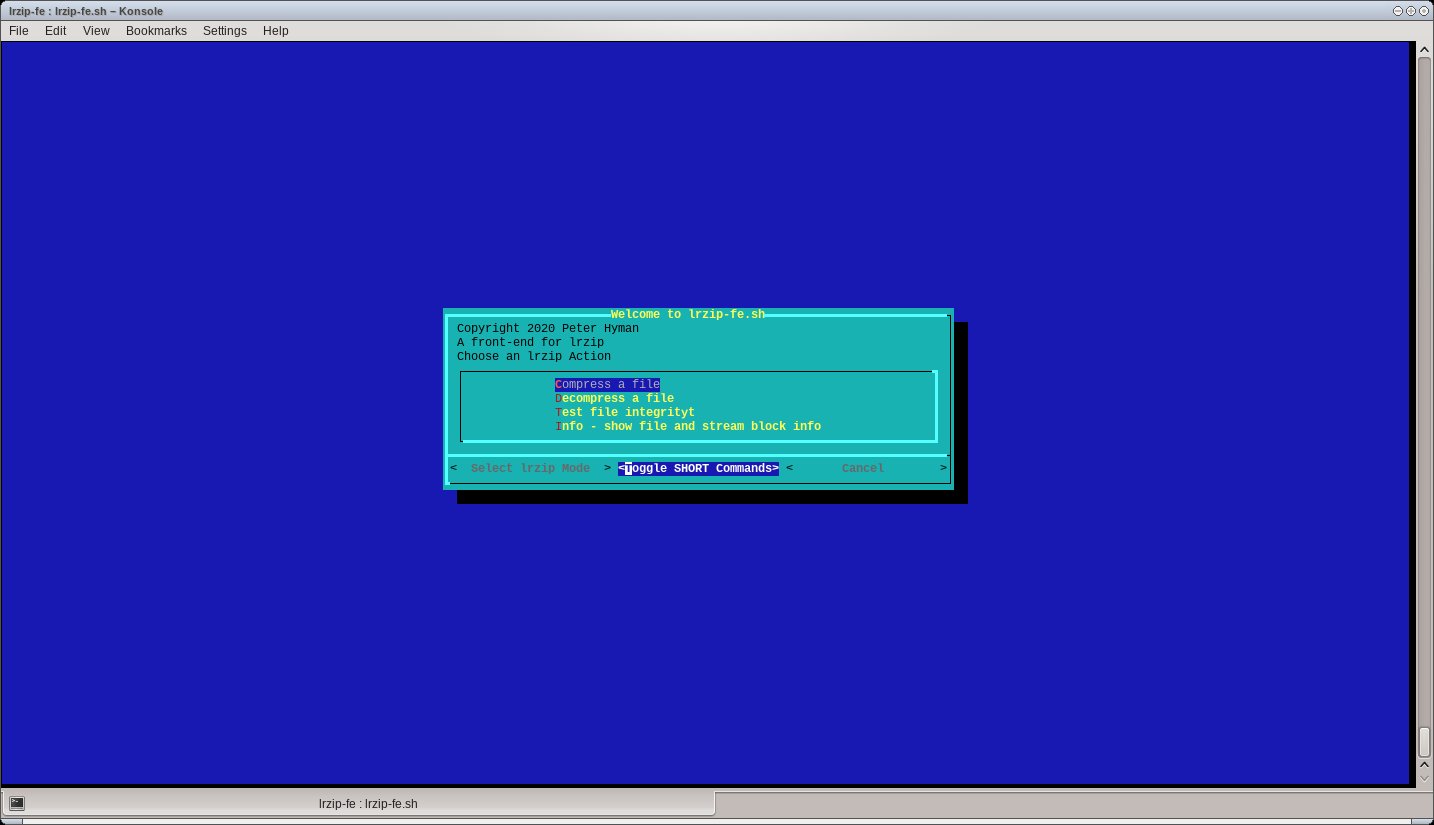 lrzip-fe : lrzip-fe.sh – Konsole
File Edit View Bookmarks Settings Help
Welcome to lrzip-fe.sh
Copyright 2020 Peter Hyman
A front-end for lrzip
Choose an lrzip Action
Compress a file
Decompress a file
Test file integrityt
Info - show file and stream block info
< Select lrzip Mode > <Toggle SHORT Commands> < Cancel >
lrzip-fe : lrzip-fe.sh